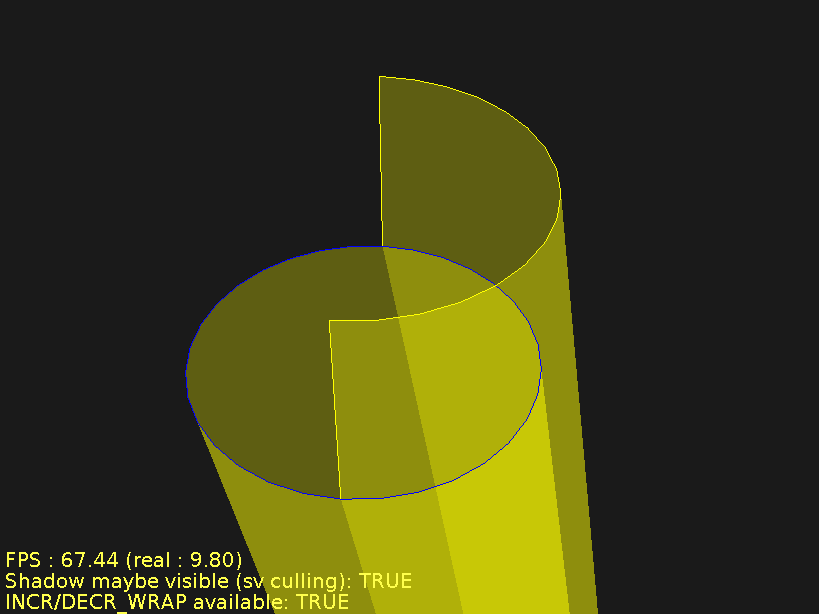 FPS : 67.44 (real : 9.80)
Shadow maybe visible (sv culling): TRUE
INCR/DECR_WRAP available: TRUE